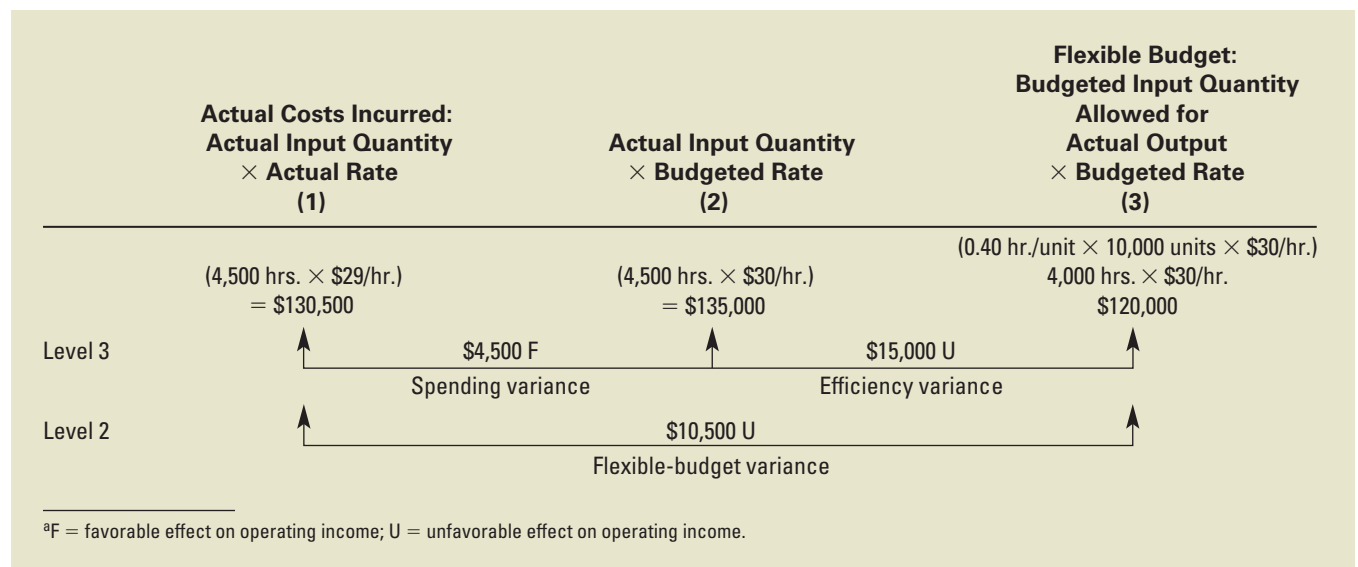 Actual Costs Incurred:
Actual Input Quantity
× Actual Rate
(1)
Actual Input Quantity
× Budgeted Rate
(2)
Flexible Budget:
Budgeted Input Quantity
Allowed for
Actual Output
× Budgeted Rate
(3)
(4,500 hrs. × $29/hr.)
= $130,500
(4,500 hrs. × $30/hr.)
= $135,000
(0.40 hr./unit × 10,000 units × $30/hr.)
4,000 hrs. × $30/hr.
$120,000
Level 3
$4,500 F
$15,000 U
Spending variance
Efficiency variance
Level 2
$10,500 U
Flexible-budget variance
ᵃF = favorable effect on operating income; U = unfavorable effect on operating income.